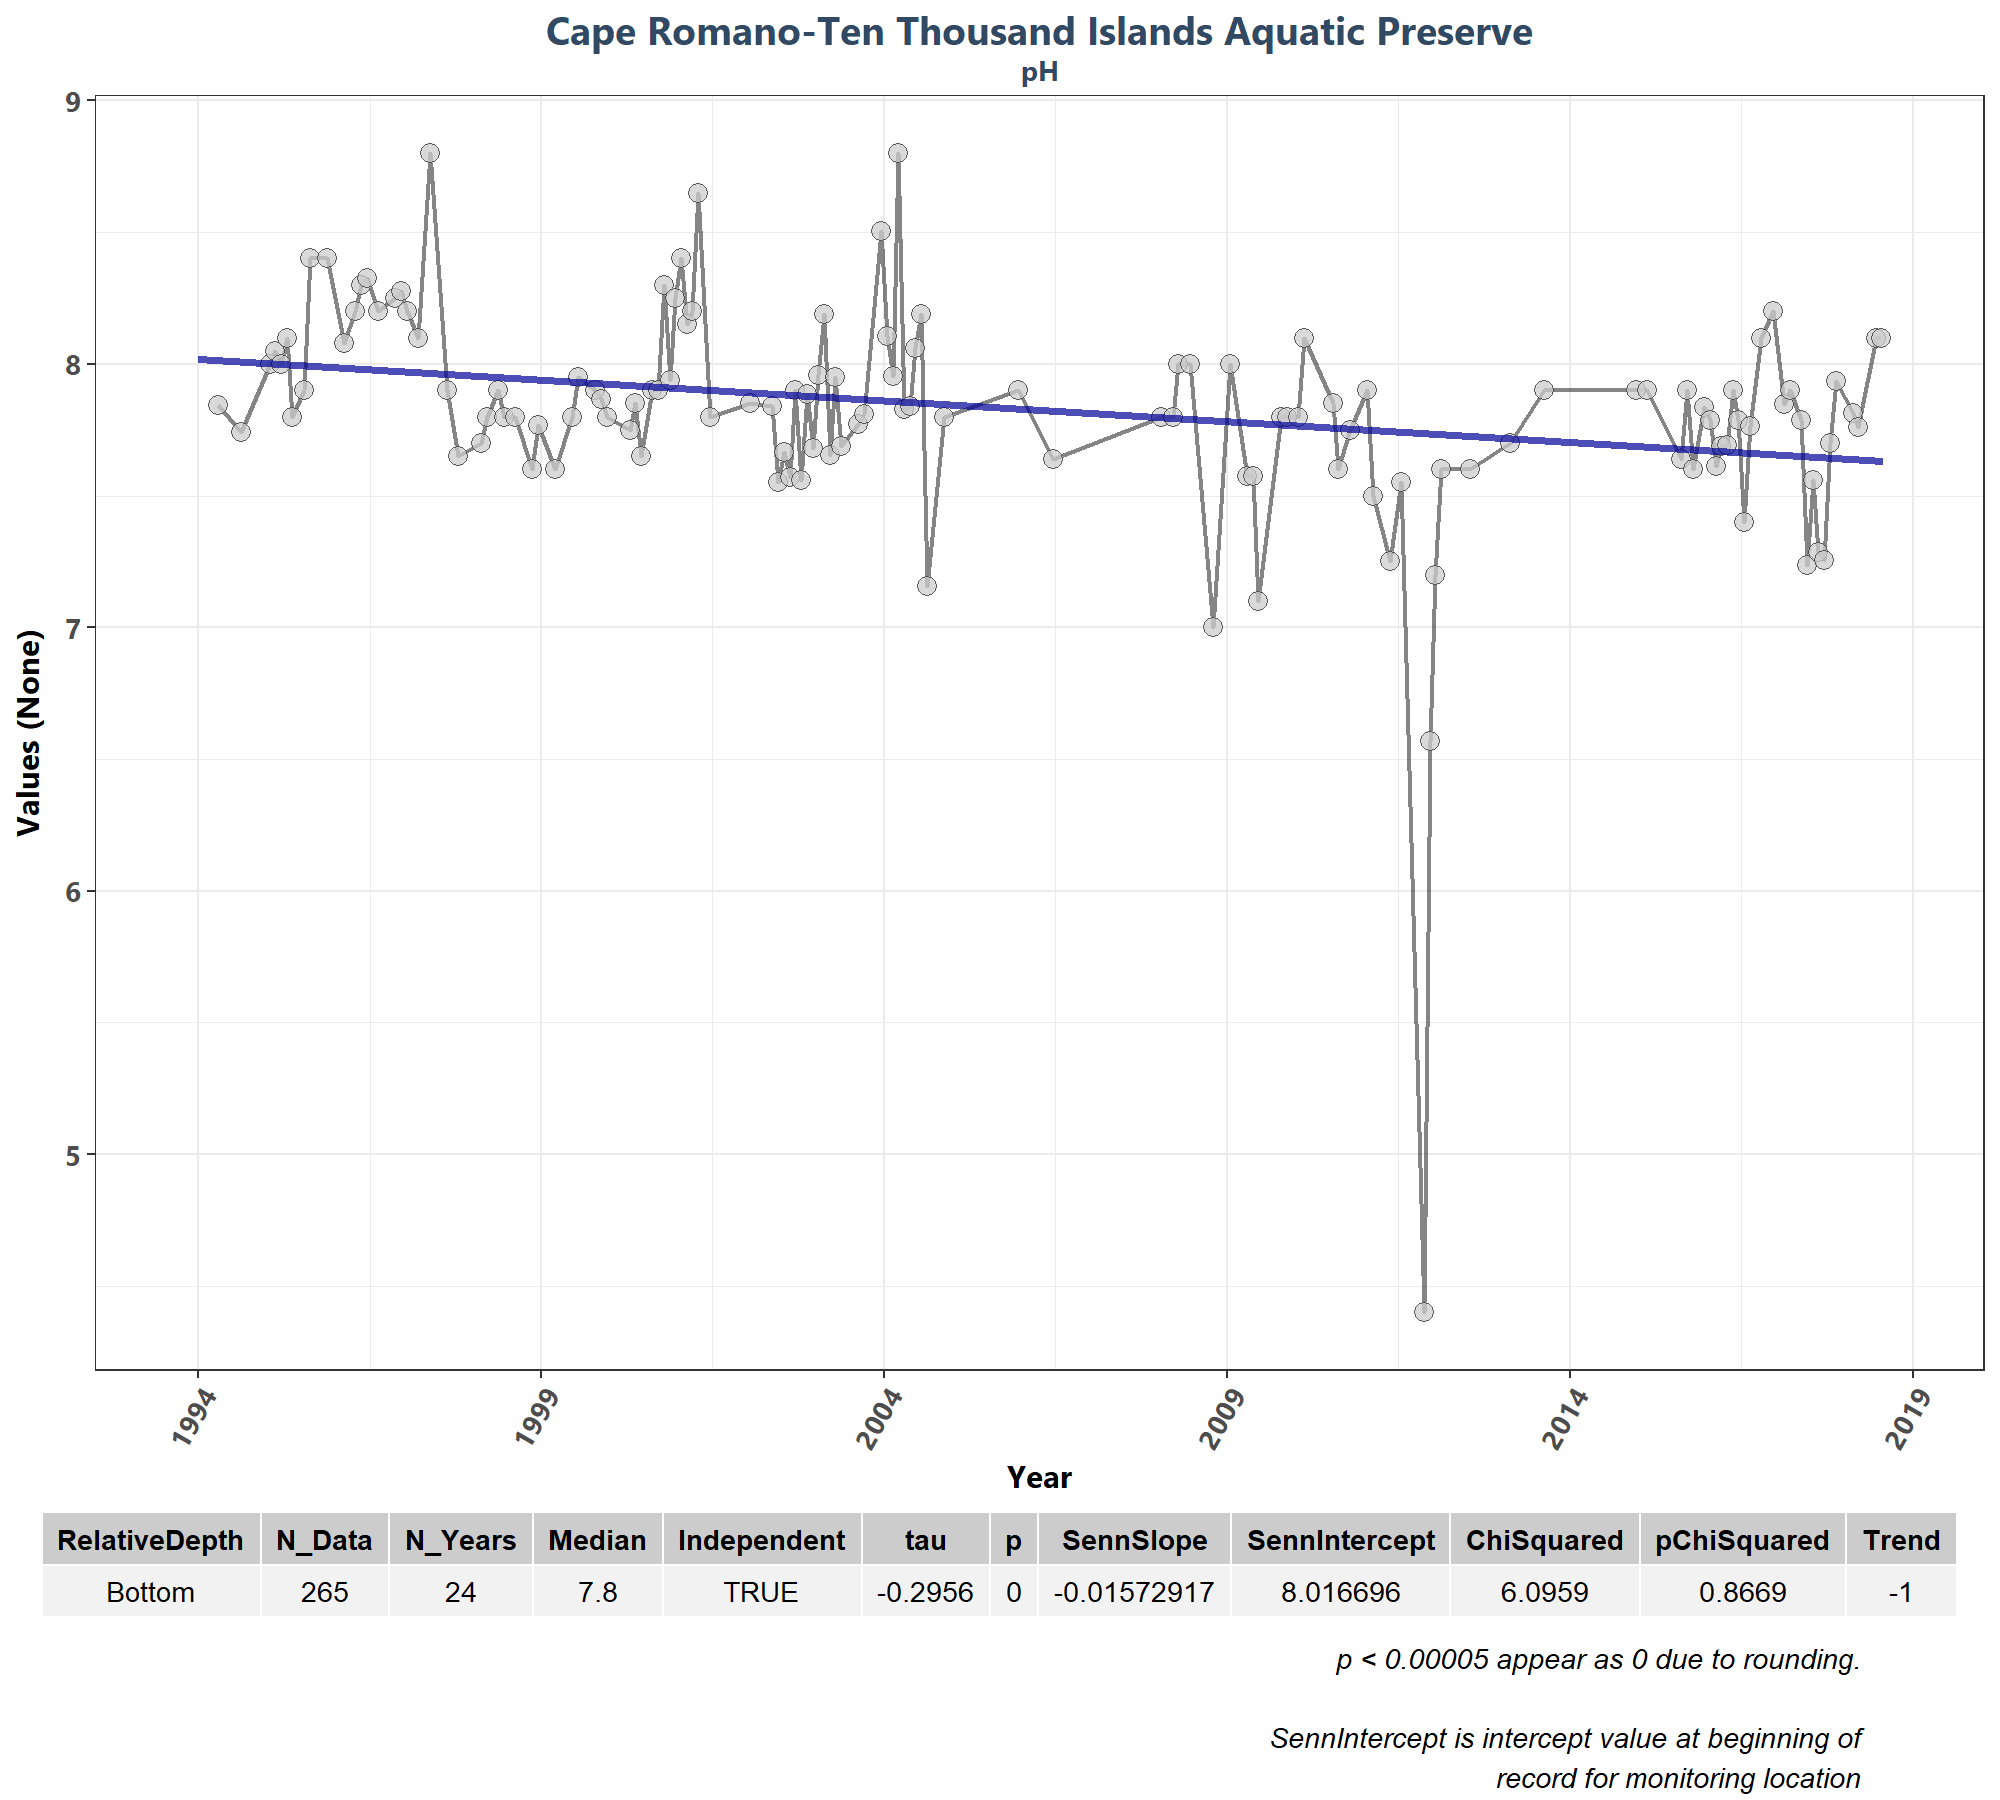 Cape Romano-Ten Thousand Islands Aquatic Preserve
pH
9
8
7
6
5
Values (None)
1994 1999 2004 2009 2014 2019
Year
RelativeDepth N_Data N_Years Median Independent tau p SennSlope SennIntercept ChiSquared pChiSquared Trend
Bottom 265 24 7.8 TRUE -0.2956 0 -0.01572917 8.016696 6.0959 0.8669 -1
p < 0.00005 appear as 0 due to rounding.
SennIntercept is intercept value at beginning of
record for monitoring location